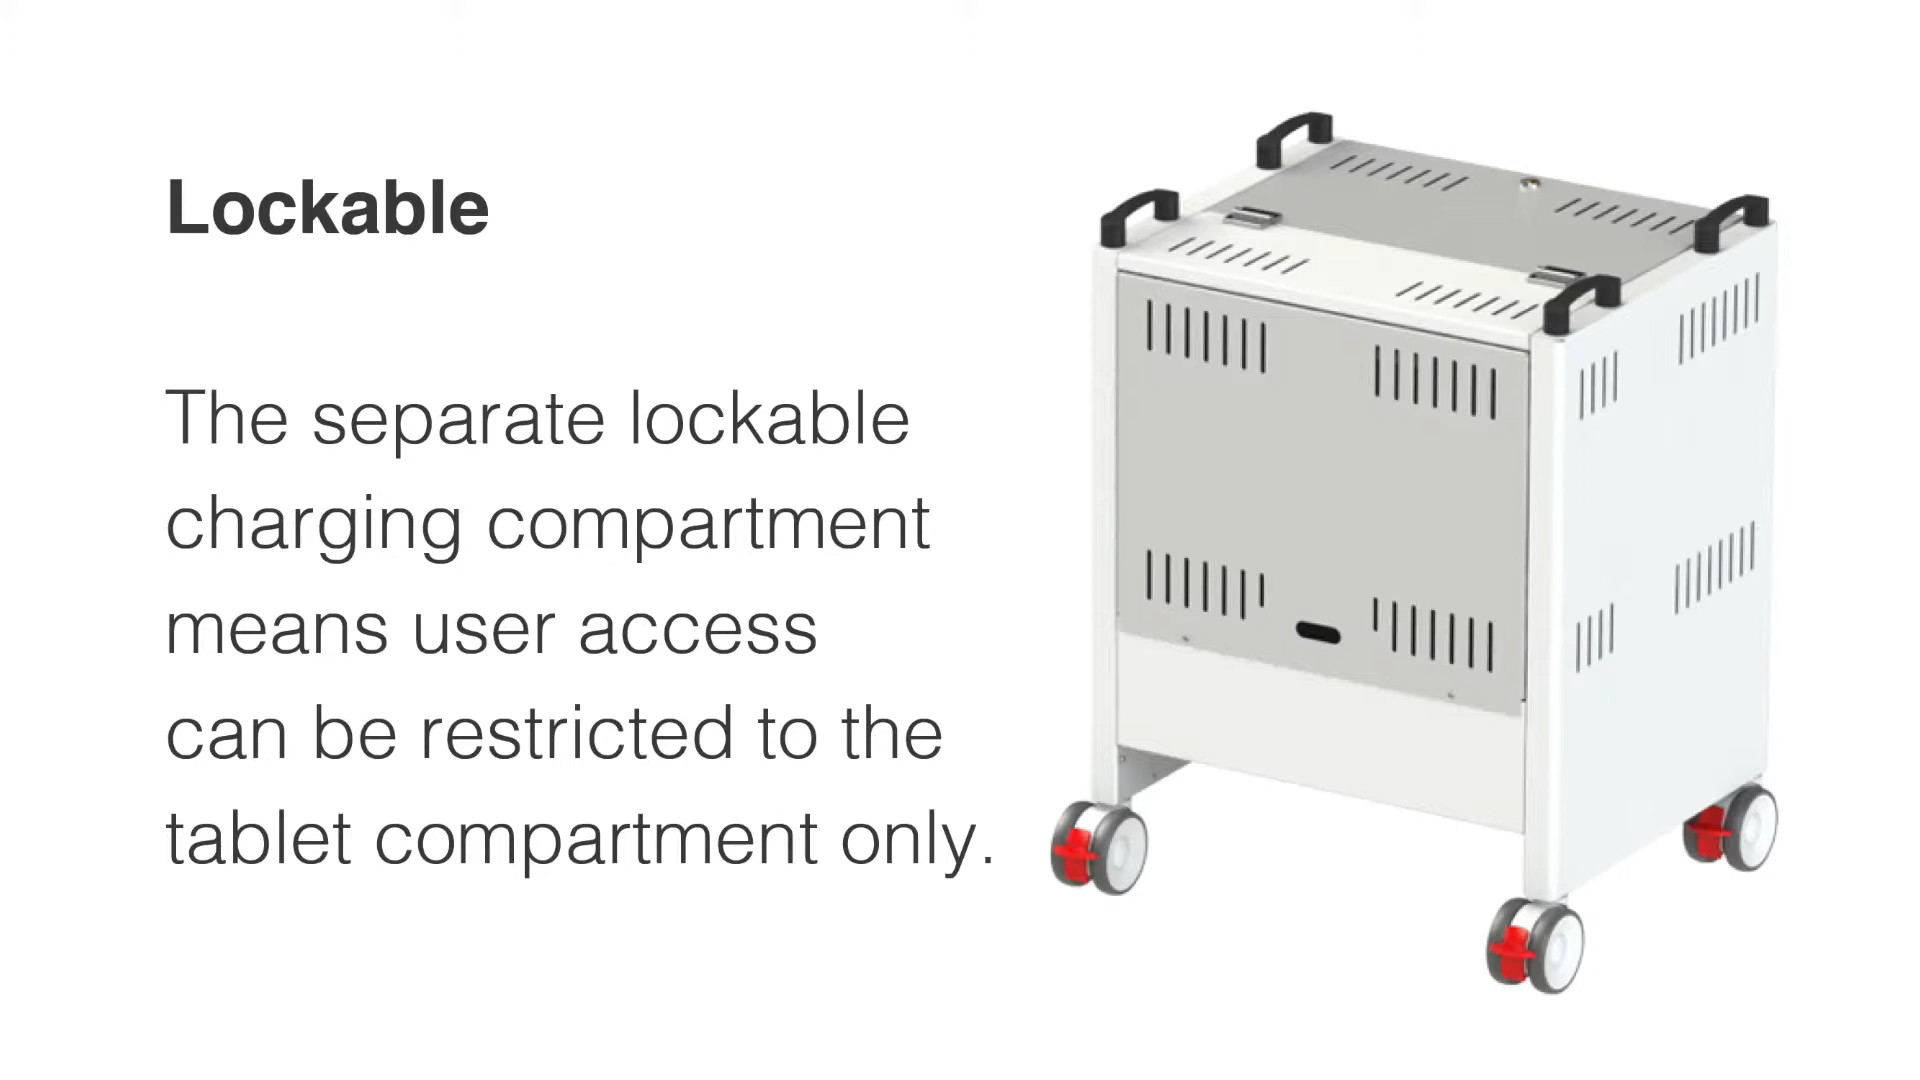 Lockable
The separate lockable
charging compartment
means user access
can be restricted to the
tablet compartment only.